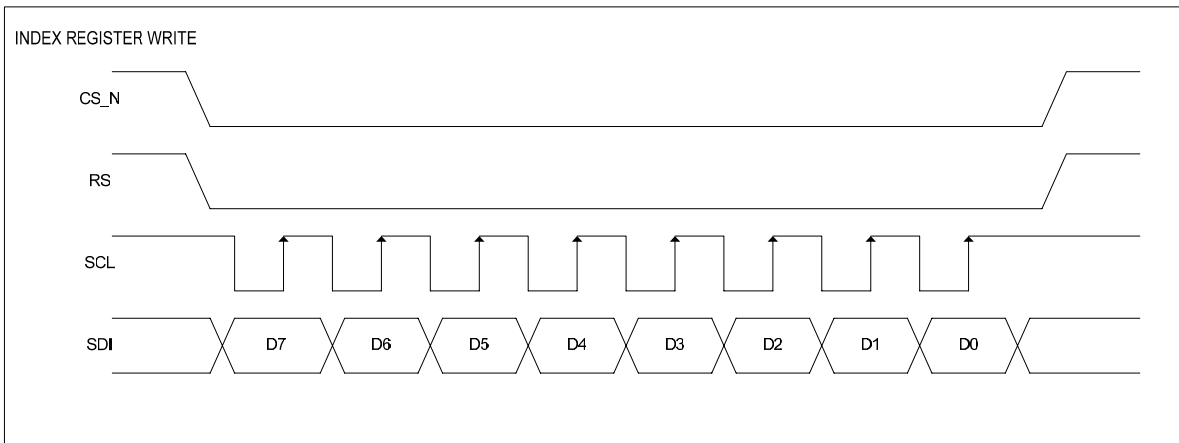 INDEX REGISTER WRITE
CS_N
RS
SCL
SDI D7 D6 D5 D4 D3 D2 D1 D0